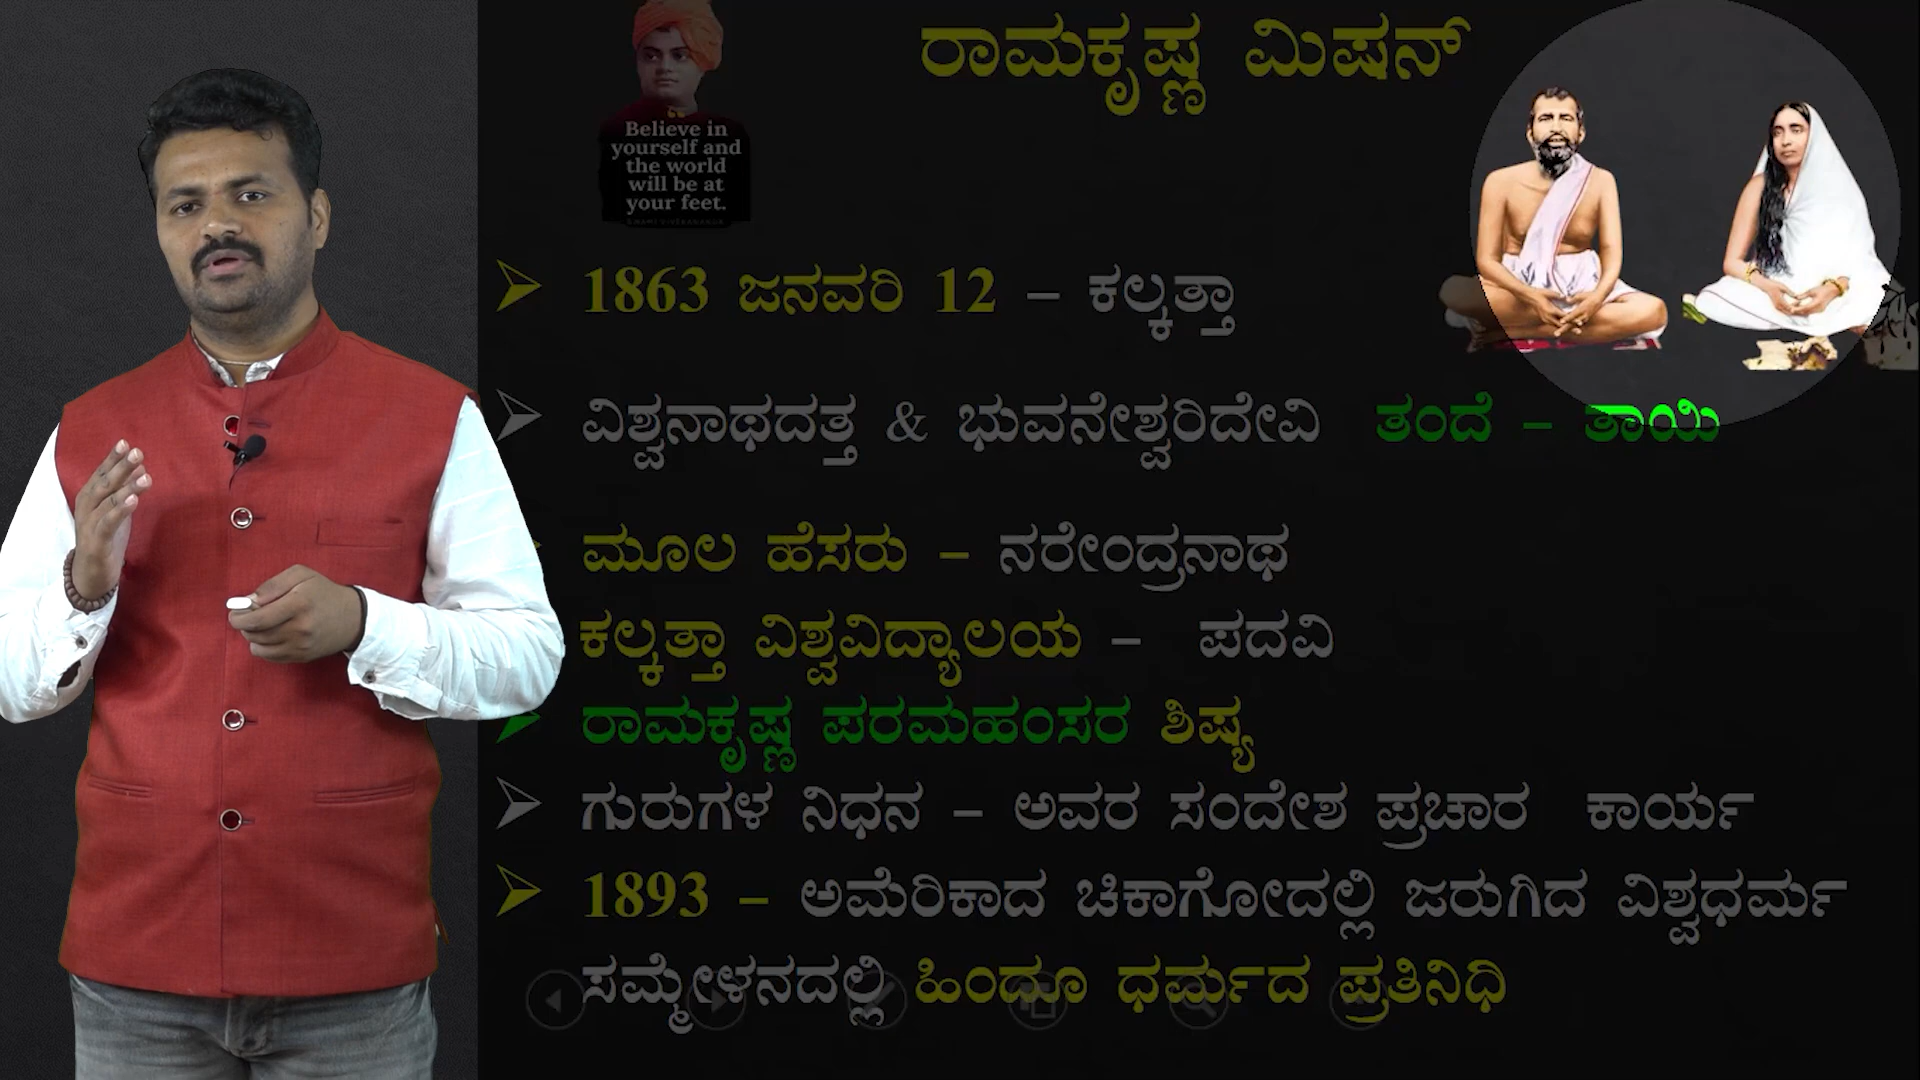 ರಾಮಕೃಷ್ಣ ಮಿಷನ್
Believe in
yourself and
the world
will be at
your feet.
1863 ಜನವರಿ 12 – ಕಲ್ಕತ್ತಾ
ವಿಶ್ವನಾಥದತ್ತ & ಭುವನೇಶ್ವರಿದೇವಿ ತಂದೆ – ತಾಯಿ
ಮೂಲ ಹೆಸರು – ನರೇಂದ್ರನಾಥ
ಕಲ್ಕತ್ತಾ ವಿಶ್ವವಿದ್ಯಾಲಯ – ಪದವಿ
ರಾಮಕೃಷ್ಣ ಪರಮಹಂಸರ ಶಿಷ್ಯ
ಗುರುಗಳ ನಿಧನ – ಅವರ ಸಂದೇಶ ಪ್ರಚಾರ ಕಾರ್ಯ
1893 – ಅಮೆರಿಕಾದ ಚಿಕಾಗೋದಲ್ಲಿ ಜರುಗಿದ ವಿಶ್ವಧರ್ಮ
ಸಮ್ಮೇಳನದಲ್ಲಿ ಹಿಂದೂ ಧರ್ಮದ ಪ್ರತಿನಿಧಿ